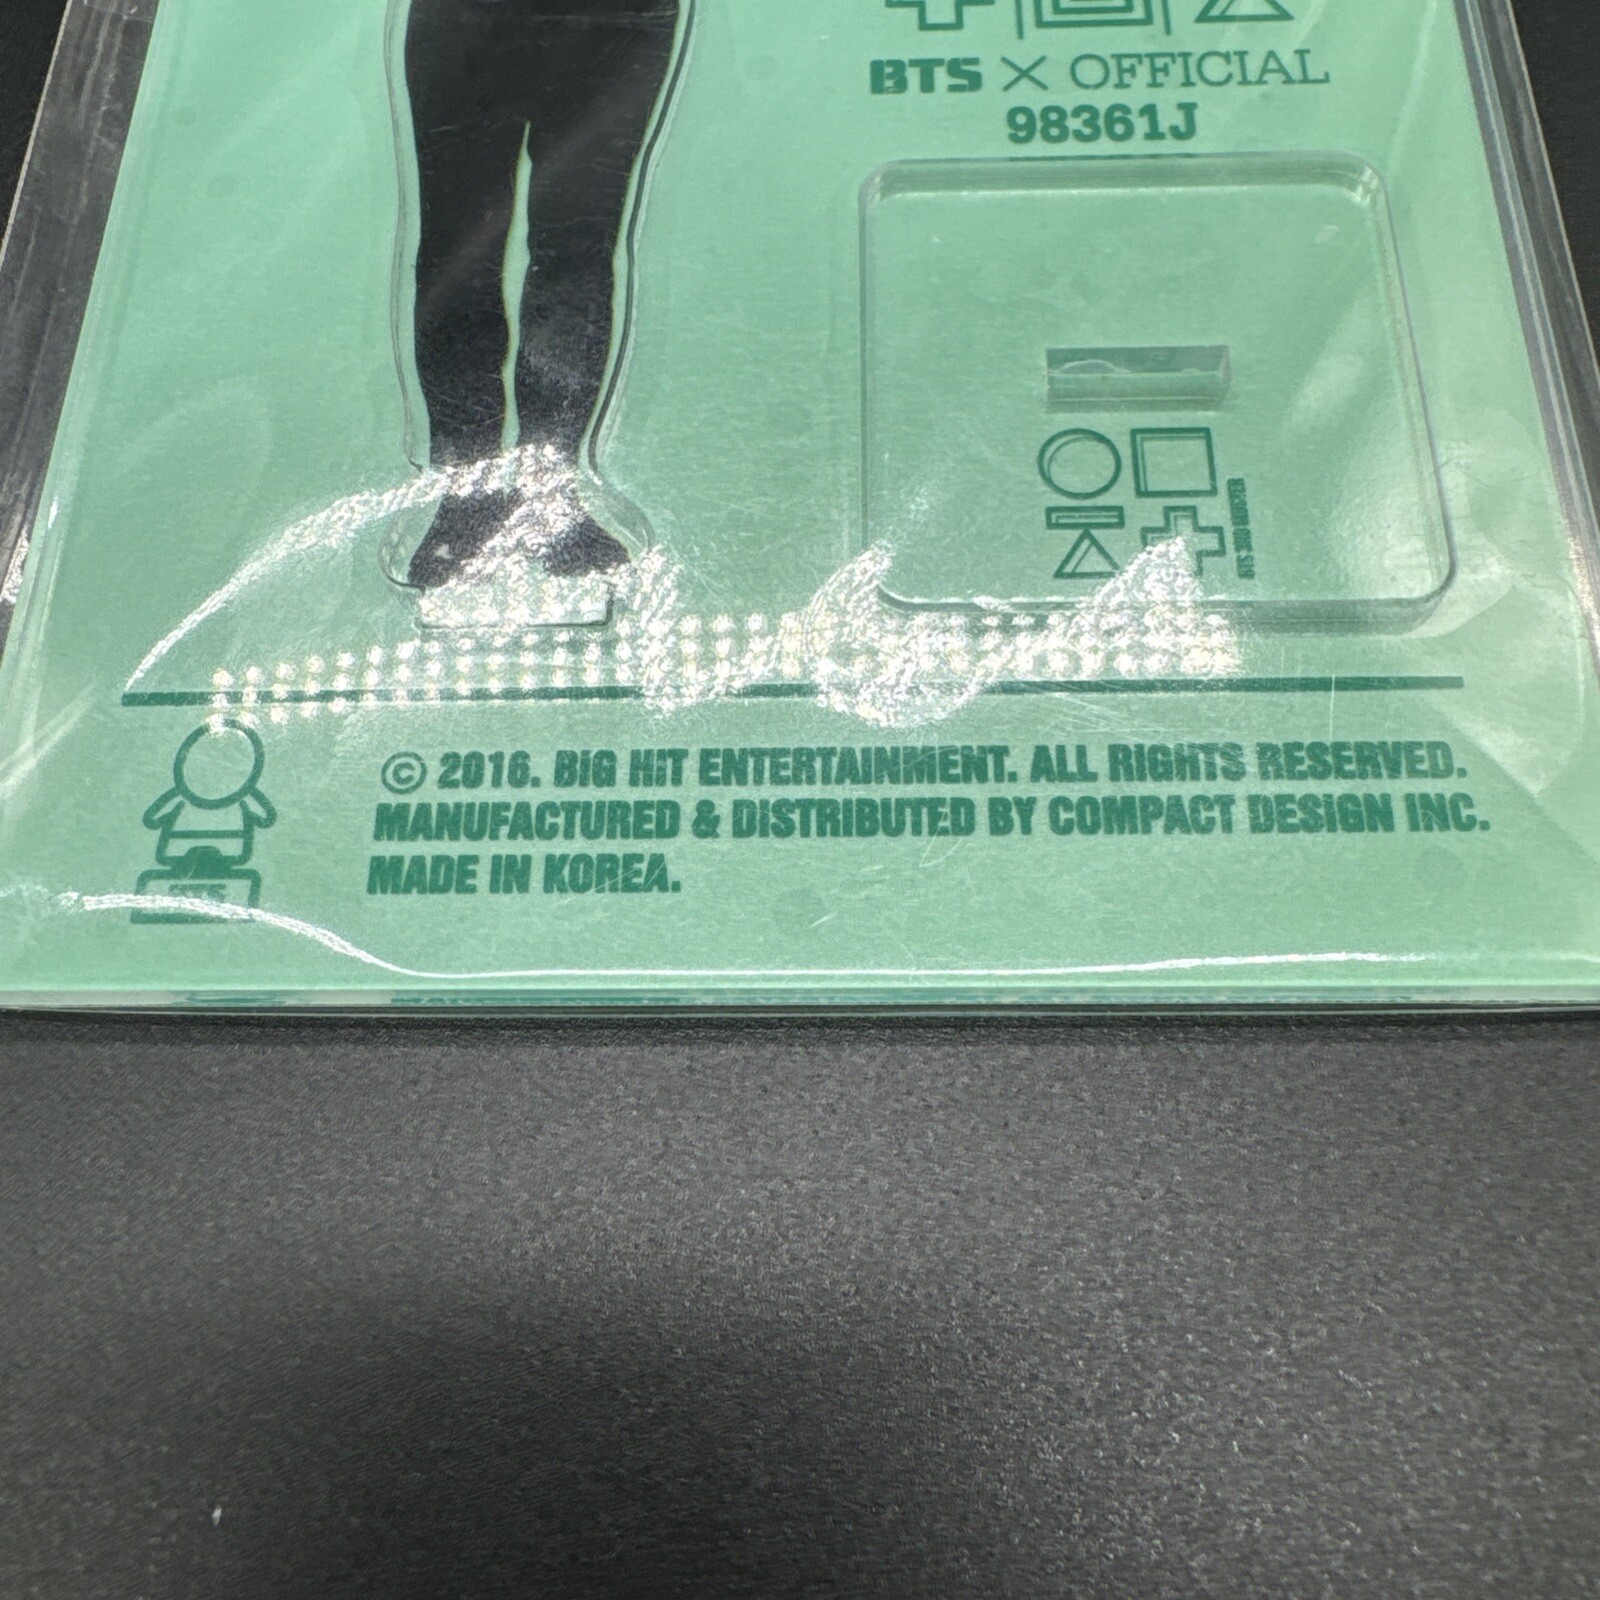 BTS × OFFICIAL
98361J
© 2016. BIG HIT ENTERTAINMENT. ALL RIGHTS RESERVED.
MANUFACTURED & DISTRIBUTED BY COMPACT DESIGN INC.
MADE IN KOREA.